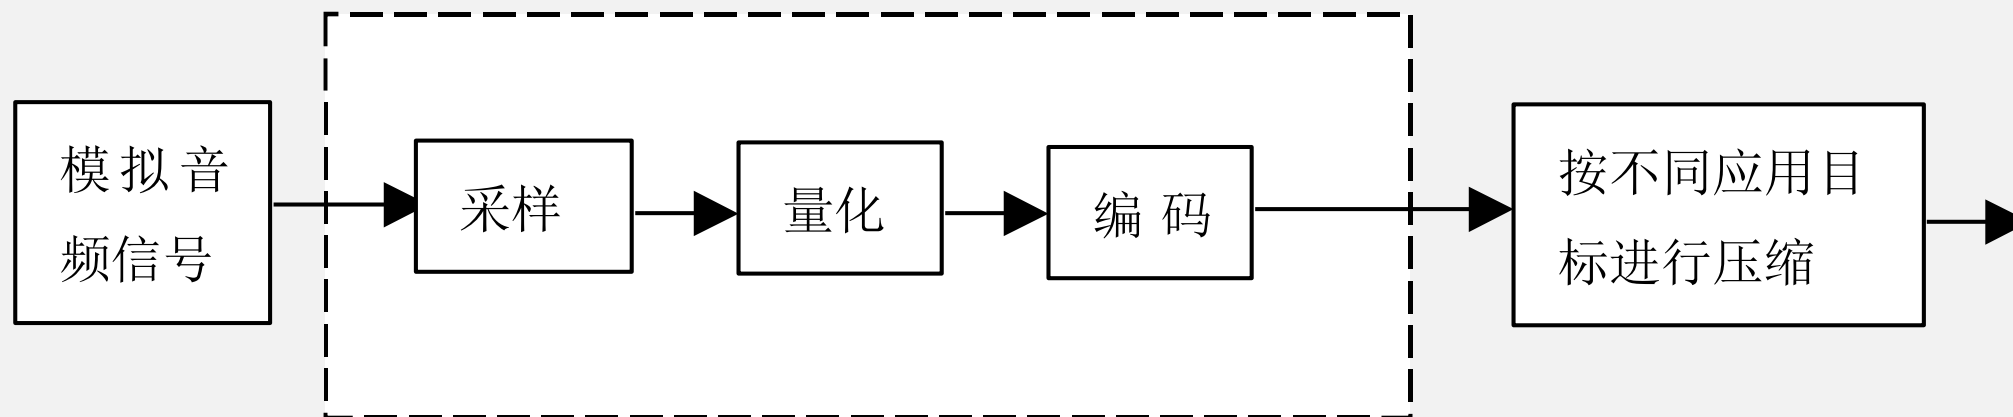 模拟音
频信号
采样
量化
编码
按不同应用目
标进行压缩